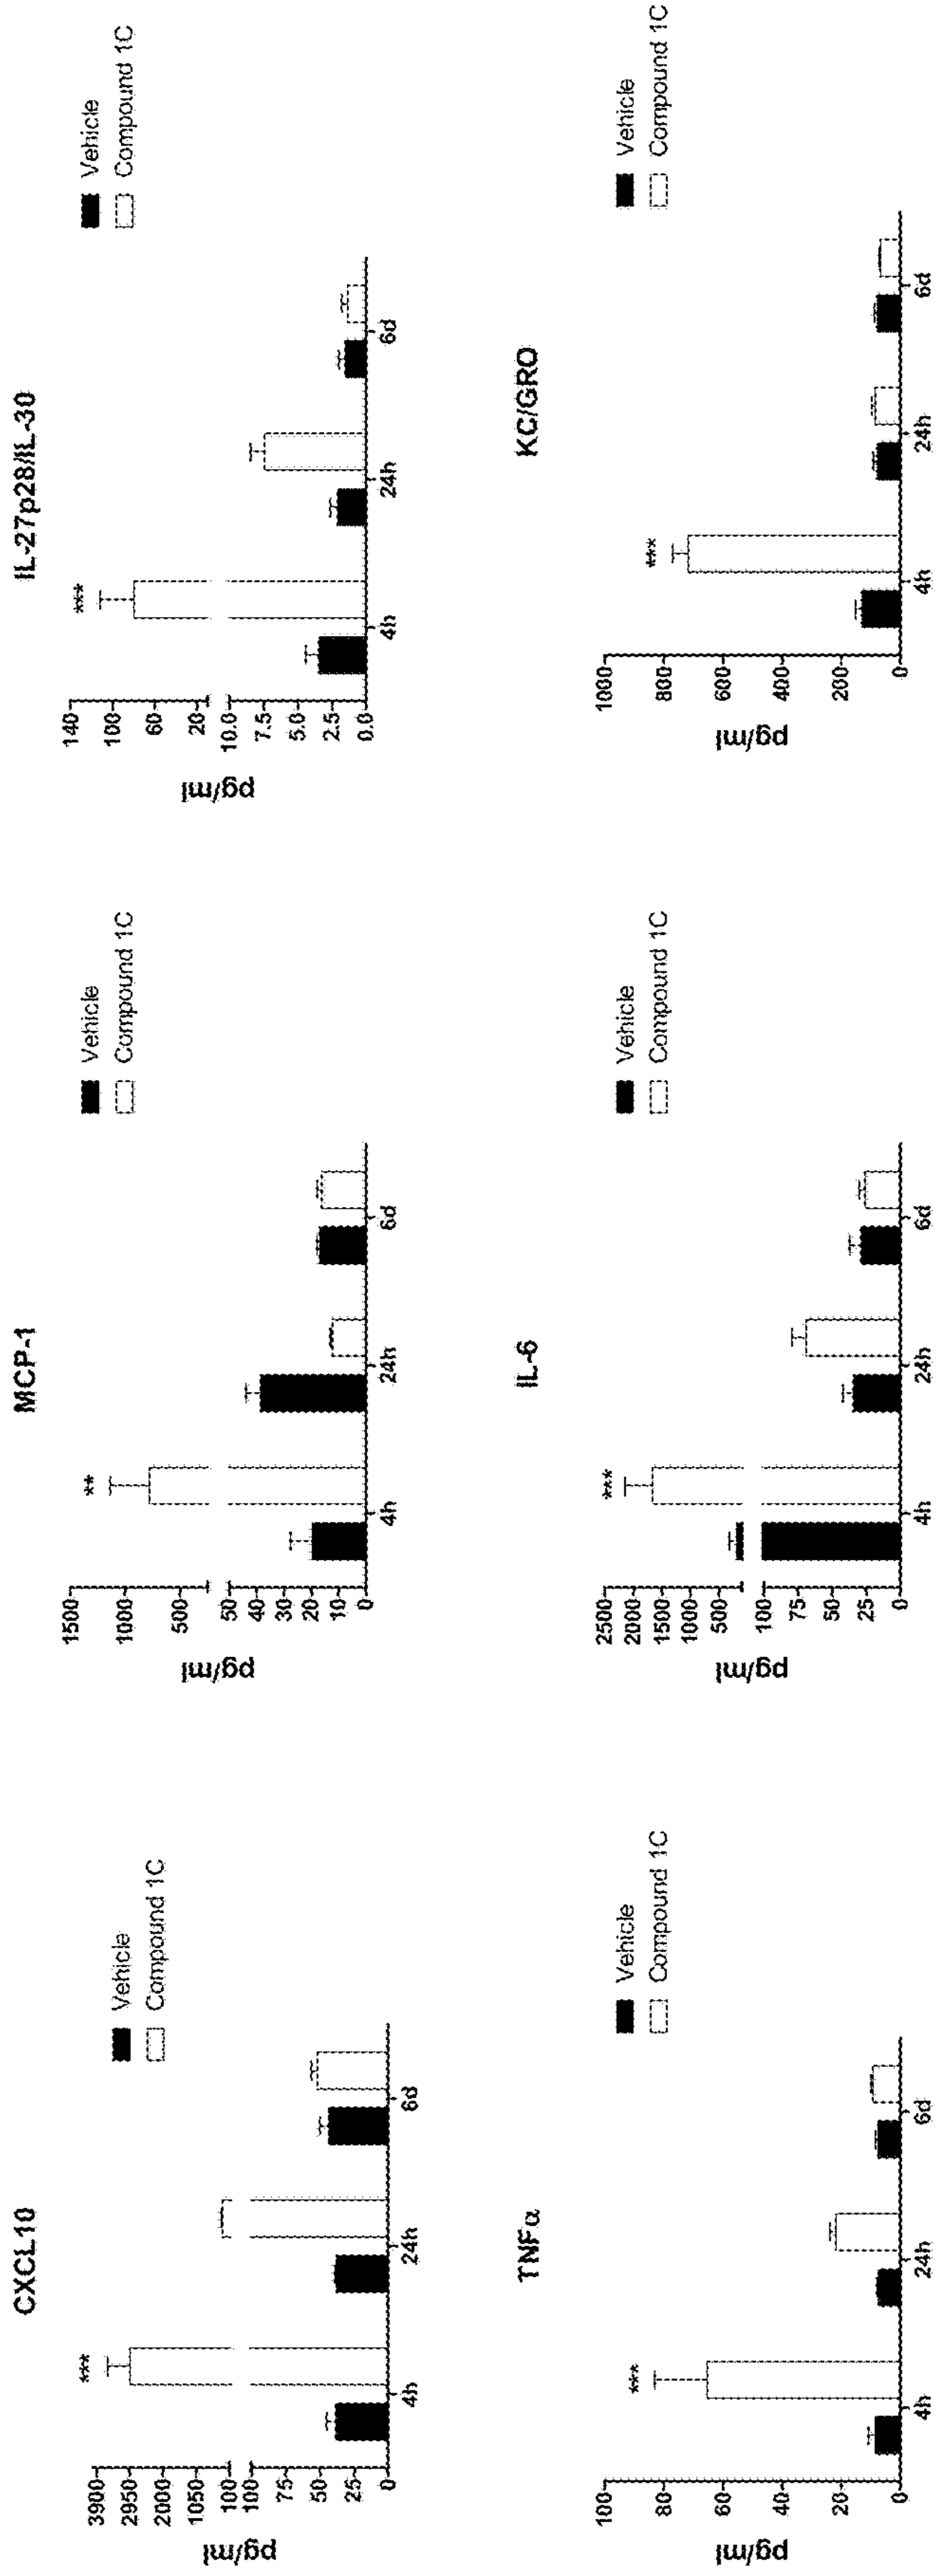 CXCL10
Vehicle
Compound 1C
pg/ml
3900
2950
2000
1050
100
100
75
50
25
0
4h
24h
6d
***
MCP-1
Vehicle
Compound 1C
pg/ml
1500
1000
500
50
40
30
20
10
0
4h
24h
6d
**
IL-27p28/IL-30
Vehicle
Compound 1C
pg/ml
140
100
60
20
10.0
7.5
5.0
2.5
0.0
4h
24h
6d
***
TNFα
Vehicle
Compound 1C
pg/ml
100
80
60
40
20
0
4h
24h
6d
***
IL-6
Vehicle
Compound 1C
pg/ml
2500
2000
1500
1000
500
100
75
50
25
0
4h
24h
6d
***
KC/GRO
Vehicle
Compound 1C
pg/ml
1000
800
600
400
200
0
4h
24h
6d
***